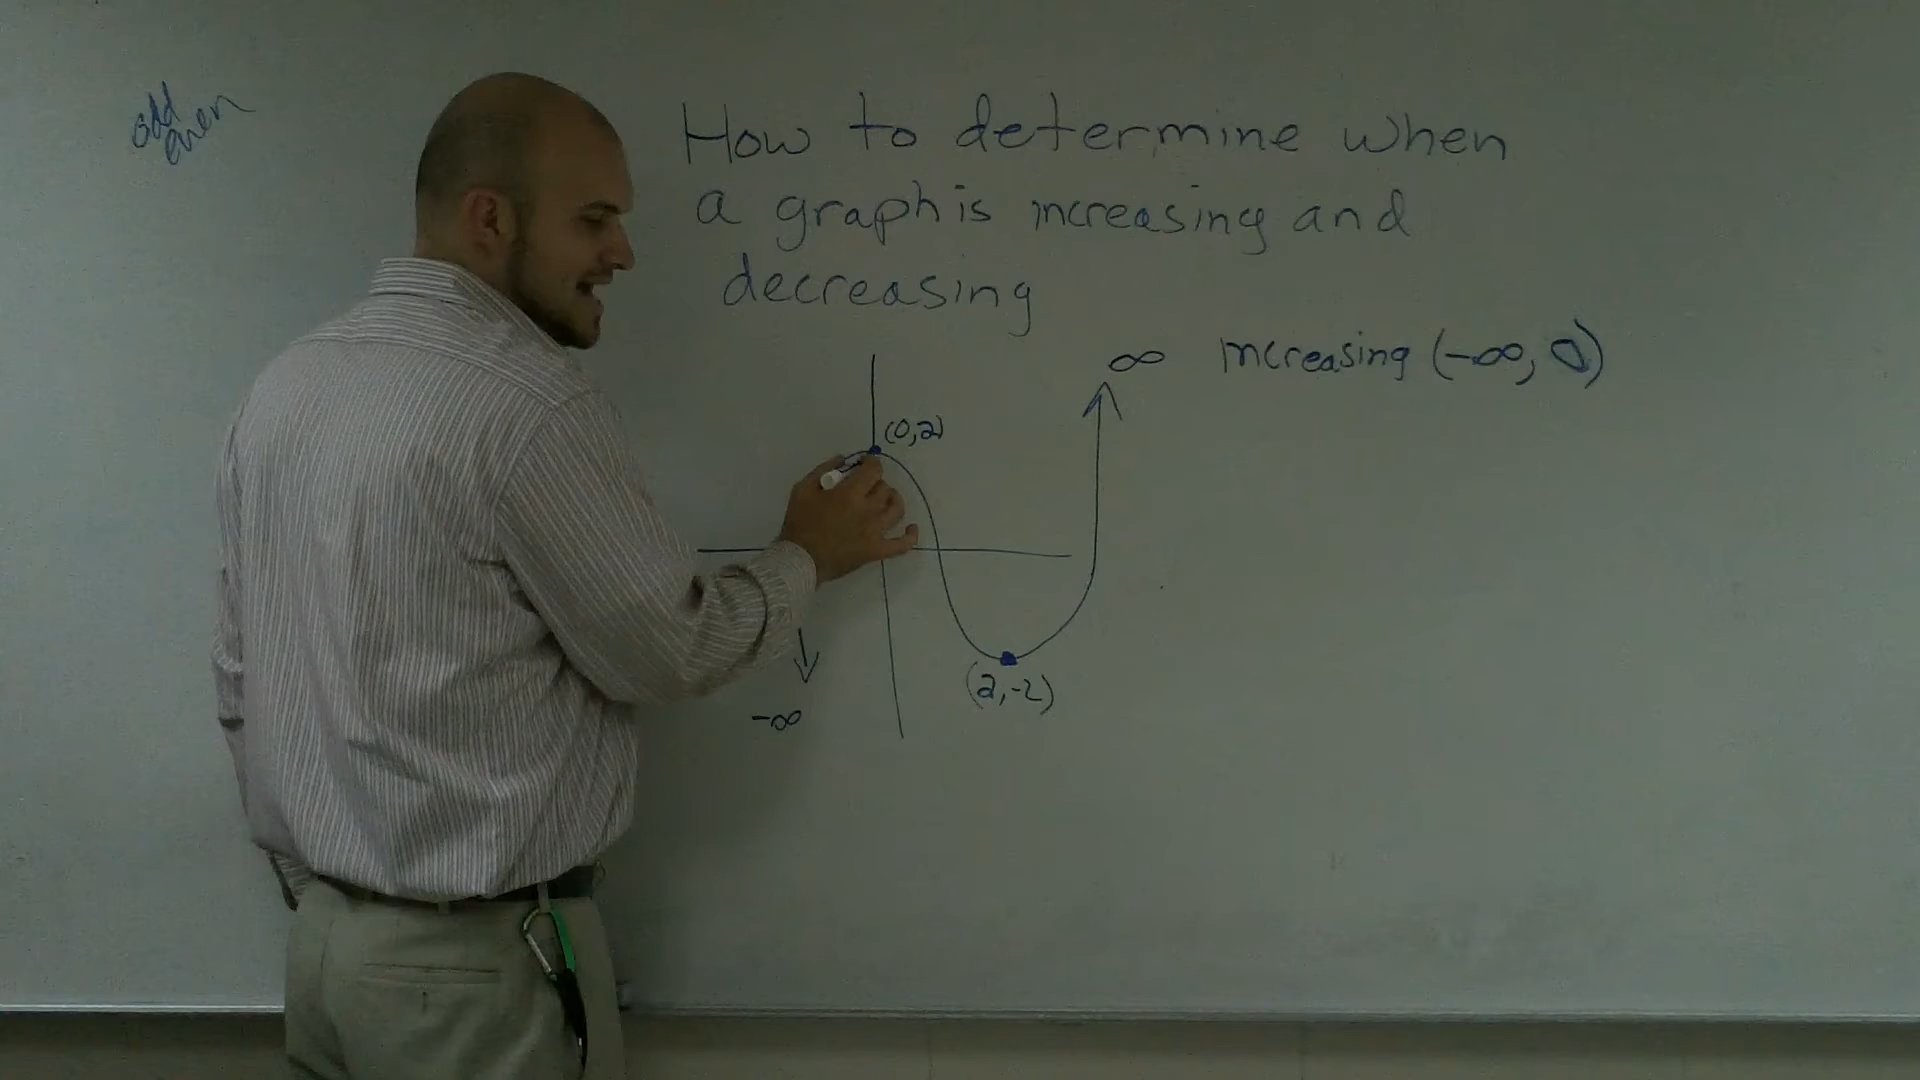 odd
even
How to determine when
a graph is increasing and
decreasing
∞ increasing (-∞, 0)
(0,2)
(2,-2)
-∞